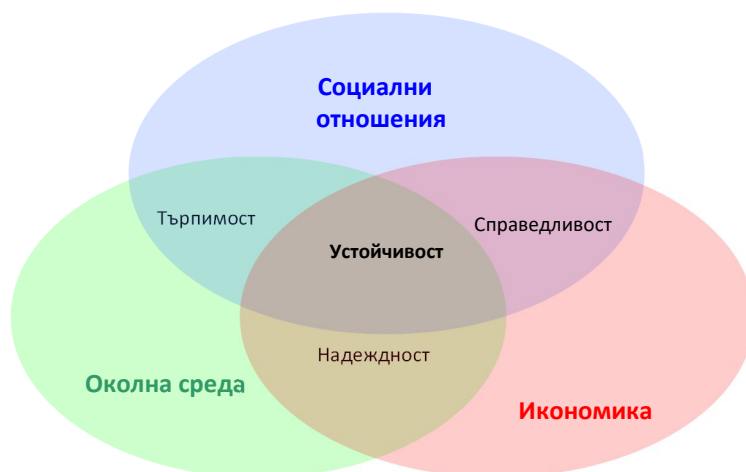 Социални
отношения
Търпимост
Справедливост
Устойчивост
Надеждност
Околна среда
Икономика